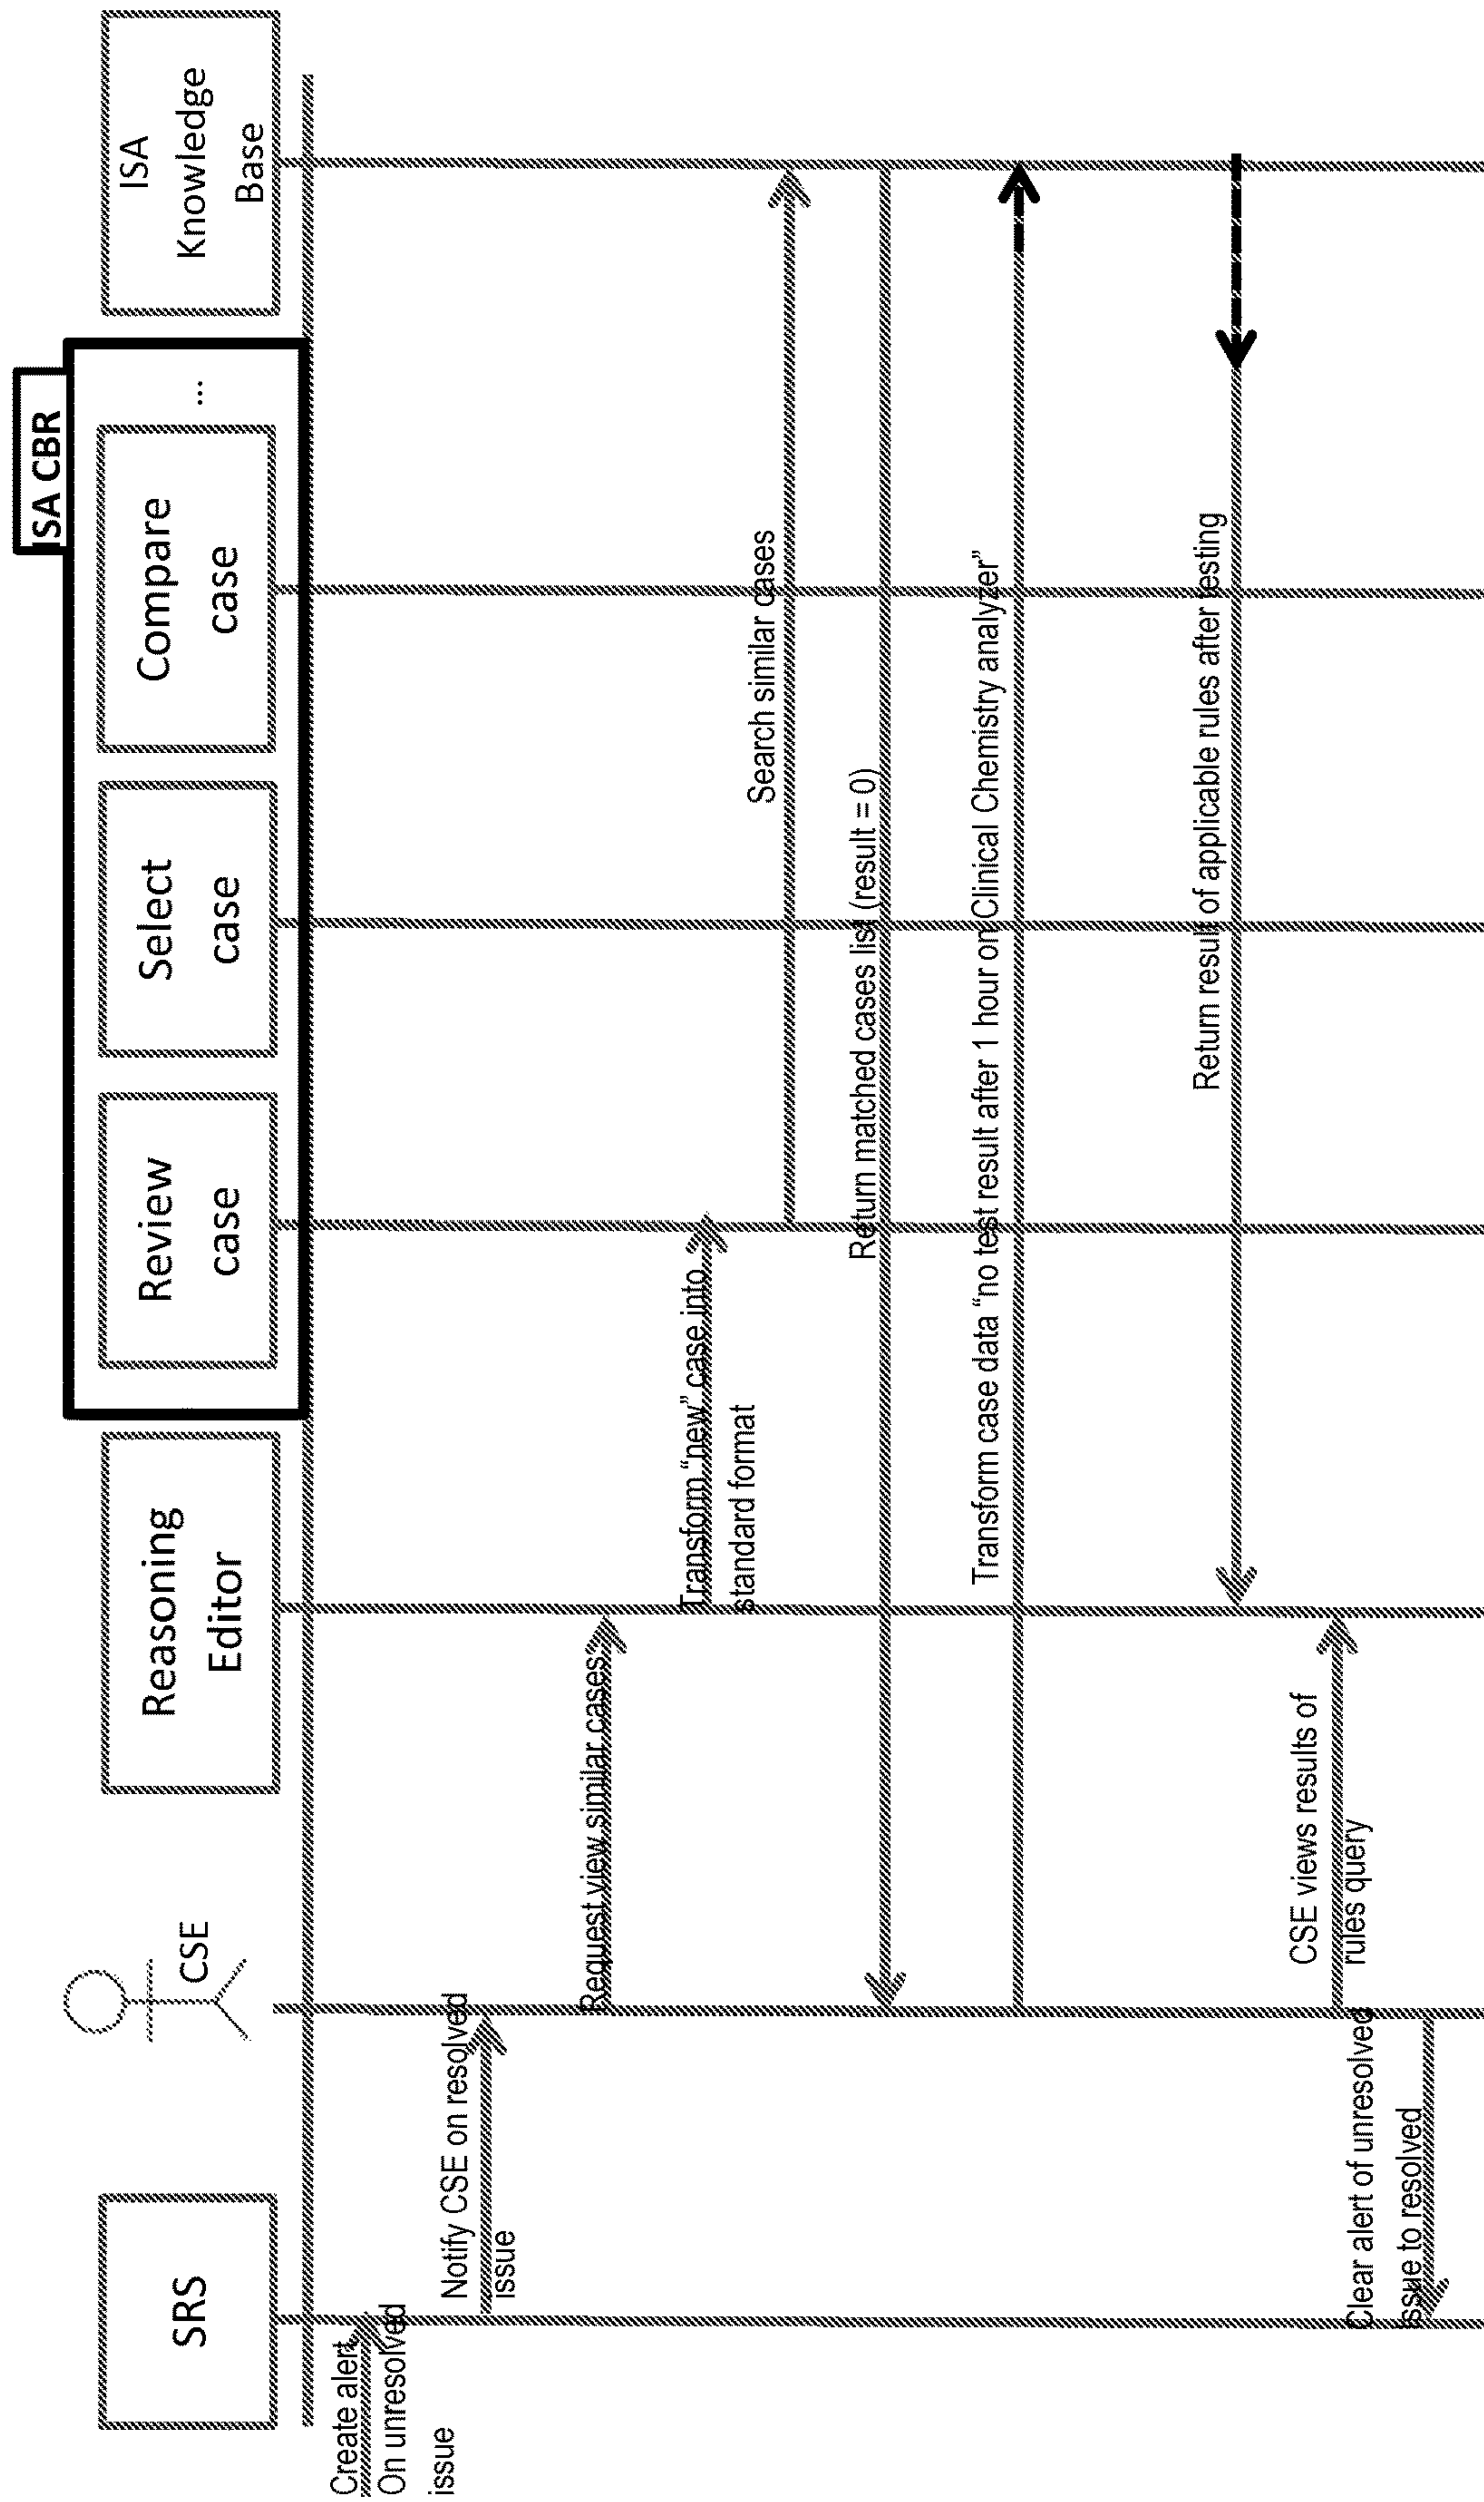 SRS
CSE
Reasoning
Editor
ISA CBR
Review
case
Select
case
Compare
case
...
ISA
Knowledge
Base
Create alert
On unresolved
issue
Notify CSE on resolved
issue
Request view similar cases
Transform "new" case into
standard format
Search similar cases
Return matched cases list (result = 0)
Transform case data “no test result after 1 hour on Clinical Chemistry analyzer”
Return result of applicable rules after testing
CSE views results of
rules query
Clear alert of unresolved
issue to resolved